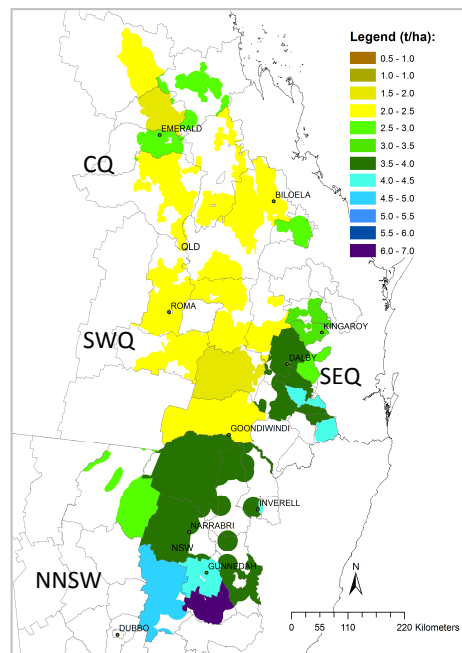 Legend (t/ha):
0.5 - 1.0
1.0 - 1.0
1.5 - 2.0
2.0 - 2.5
2.5 - 3.0
3.0 - 3.5
3.5 - 4.0
4.0 - 4.5
4.5 - 5.0
5.0 - 5.5
5.5 - 6.0
6.0 - 7.0
EMERALD
CQ
BILOELA
QLD
ROMA
KINGAROY
SWQ
DALBY
SEQ
GOONDIWINDI
INVERELL
NARRABRI
NSW
GUNNEDAH
NNSW
N
DUBBO
0 55 110 220 Kilometers